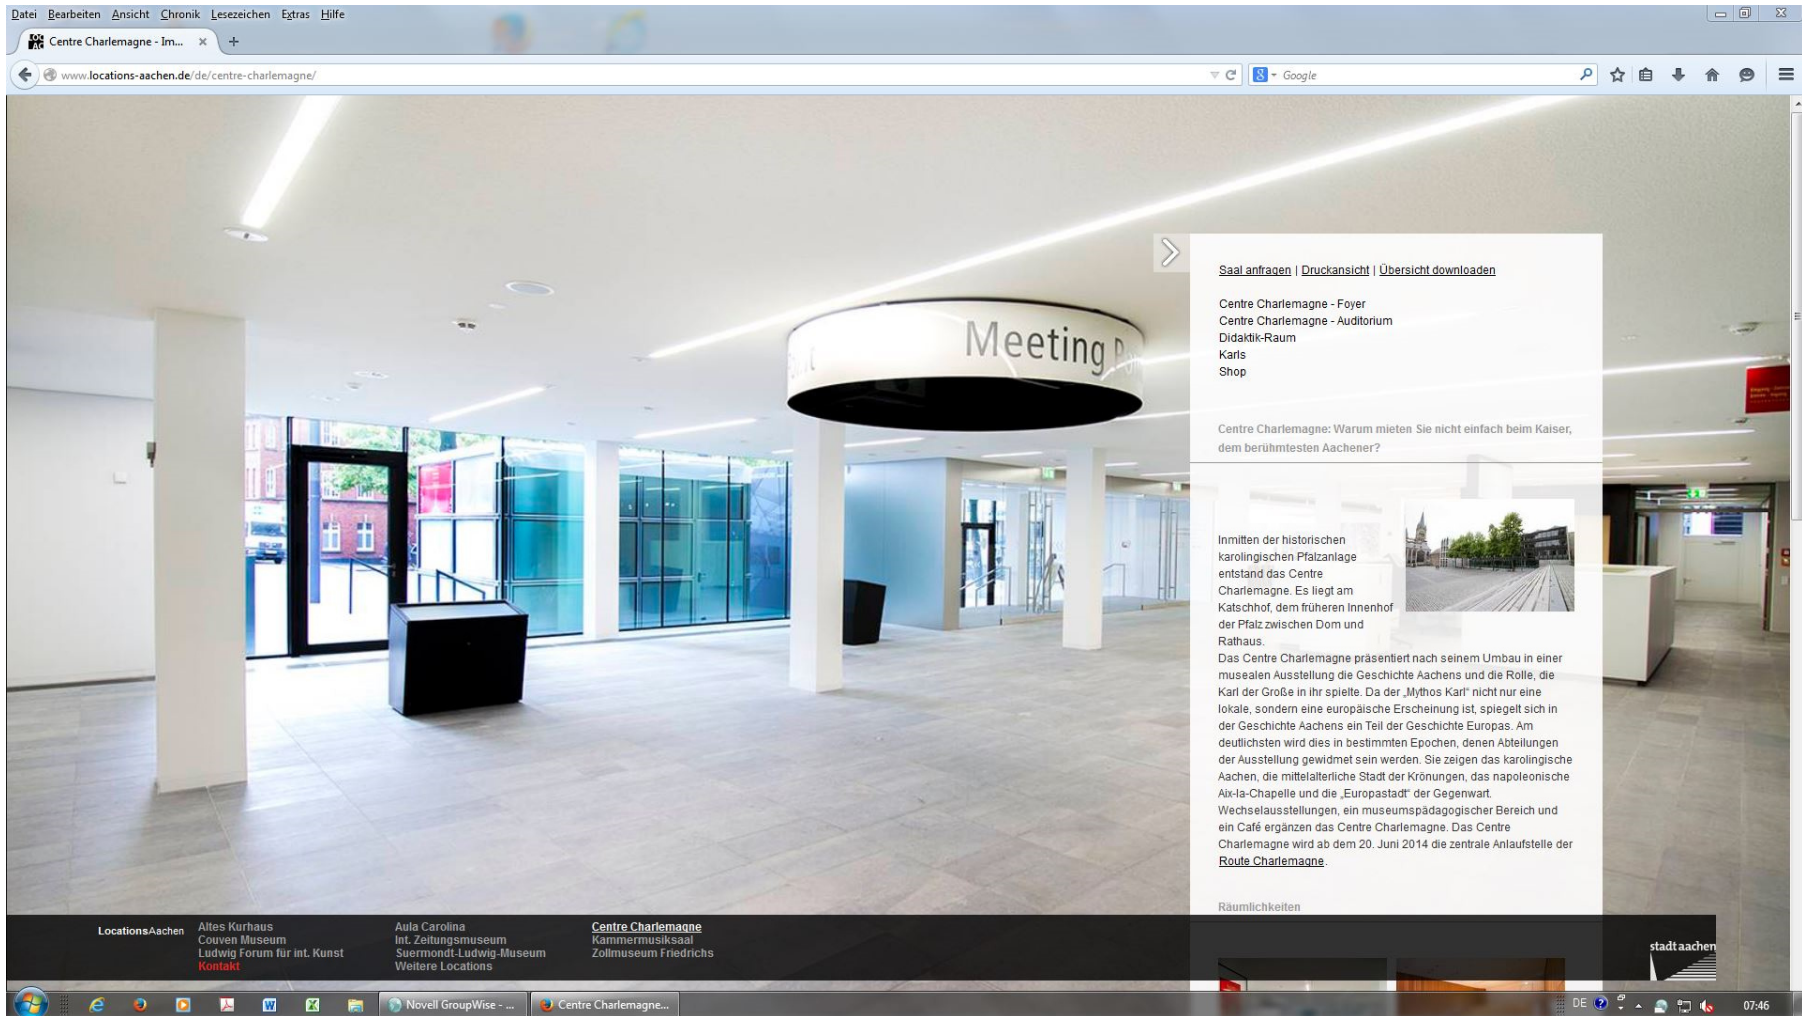 Datei Bearbeiten Ansicht Chronik Lesezeichen Extras Hilfe
LOC AC Centre Charlemagne - Im... × +
www.locations-aachen.de/de/centre-charlemagne/
8 Google
Meeting
Saal anfragen | Druckansicht | Übersicht downloaden
Centre Charlemagne - Foyer
Centre Charlemagne - Auditorium
Didaktik-Raum
Karls
Shop
Centre Charlemagne: Warum mieten Sie nicht einfach beim Kaiser,
dem berühmtesten Aachener?
Inmitten der historischen
karolingischen Pfalzanlage
entstand das Centre
Charlemagne. Es liegt am
Katschhof, dem früheren Innenhof
der Pfalz zwischen Dom und
Rathaus.
Das Centre Charlemagne präsentiert nach seinem Umbau in einer
musealen Ausstellung die Geschichte Aachens und die Rolle, die
Karl der Große in ihr spielte. Da der „Mythos Karl“ nicht nur eine
lokale, sondern eine europäische Erscheinung ist, spiegelt sich in
der Geschichte Aachens ein Teil der Geschichte Europas. Am
deutlichsten wird dies in bestimmten Epochen, denen Abteilungen
der Ausstellung gewidmet sein werden. Sie zeigen das karolingische
Aachen, die mittelalterliche Stadt der Krönungen, das napoleonische
Aix-la-Chapelle und die „Europastadt“ der Gegenwart.
Wechselausstellungen, ein museumspädagogischer Bereich und
ein Café ergänzen das Centre Charlemagne. Das Centre
Charlemagne wird ab dem 20. Juni 2014 die zentrale Anlaufstelle der
Route Charlemagne.
Räumlichkeiten
LocationsAachen
Altes Kurhaus
Couven Museum
Ludwig Forum für int. Kunst
Kontakt
Aula Carolina
Int. Zeitungsmuseum
Suermondt-Ludwig-Museum
Weitere Locations
Centre Charlemagne
Kammermusiksaal
Zollmuseum Friedrichs
stadt aachen
Novell GroupWise - ...
Centre Charlemagne...
DE
07:46